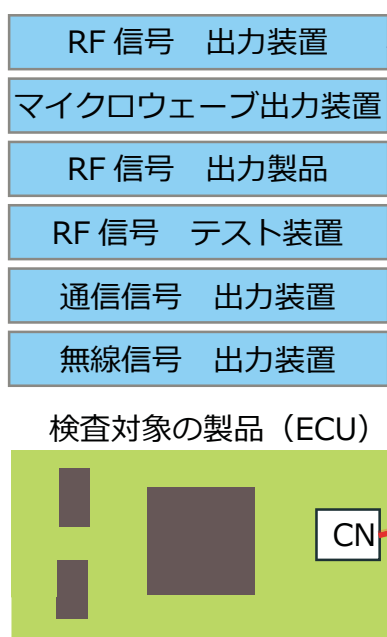 RF 信号　出力装置
マイクロウェーブ出力装置
RF 信号　出力製品
RF 信号　テスト装置
通信信号　出力装置
無線信号　出力装置
検査対象の製品（ECU）
CN